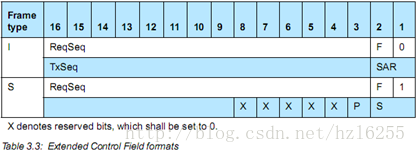 Frame type 16 15 14 13 12 11 10 9 8 7 6 5 4 3 2 1
I ReqSeq F 0
TxSeq SAR
S ReqSeq F 1
X X X X X P S
X denotes reserved bits, which shall be set to 0.
http://blog.csdn.net/hzl6255
Table 3.3: Extended Control Field formats